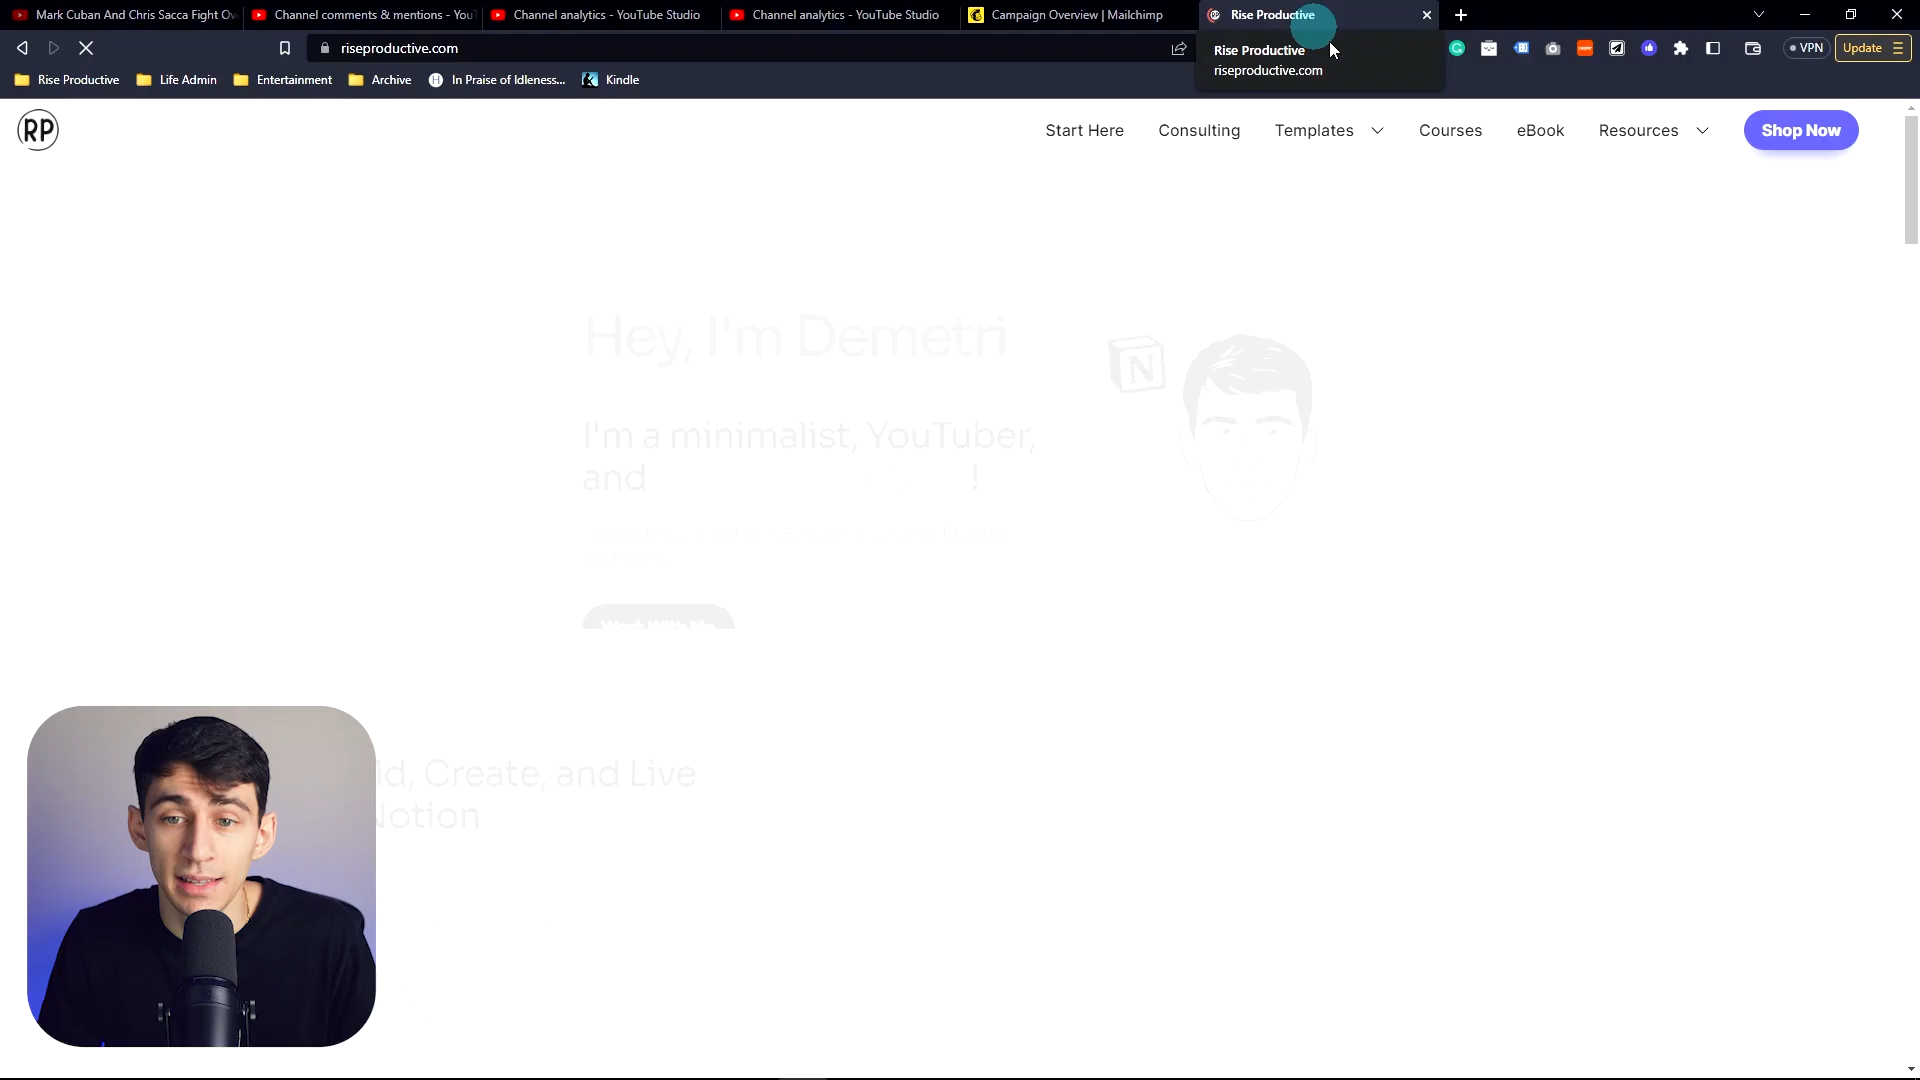 Mark Cuban And Chris Sacca Fight Ov
Channel comments & mentions - You
Channel analytics - YouTube Studio
Channel analytics - YouTube Studio
Campaign Overview | Mailchimp
Rise Productive
riseproductive.com
Rise Productive
riseproductive.com
VPN
Update
Rise Productive
Life Admin
Entertainment
Archive
In Praise of Idleness...
Kindle
RP
Start Here
Consulting
Templates
Courses
eBook
Resources
Shop Now
Hey, I'm Demetri
N
I'm a minimalist, YouTuber,
and !
Work With Me
ld, Create, and Live
Notion